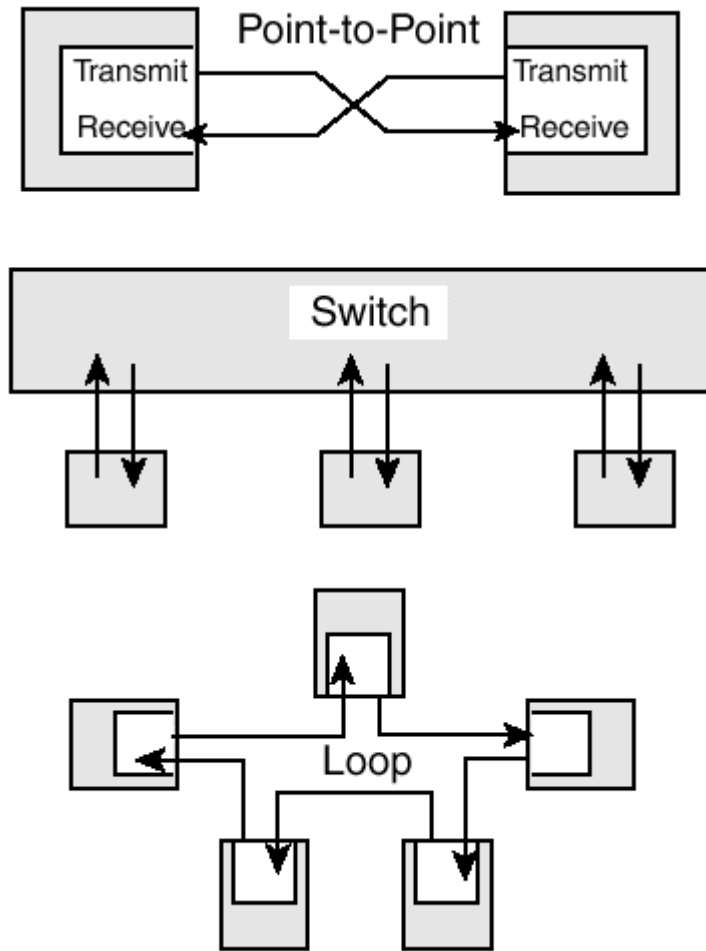 Point-to-Point
Transmit
Transmit
Receive
Receive
Switch
Loop